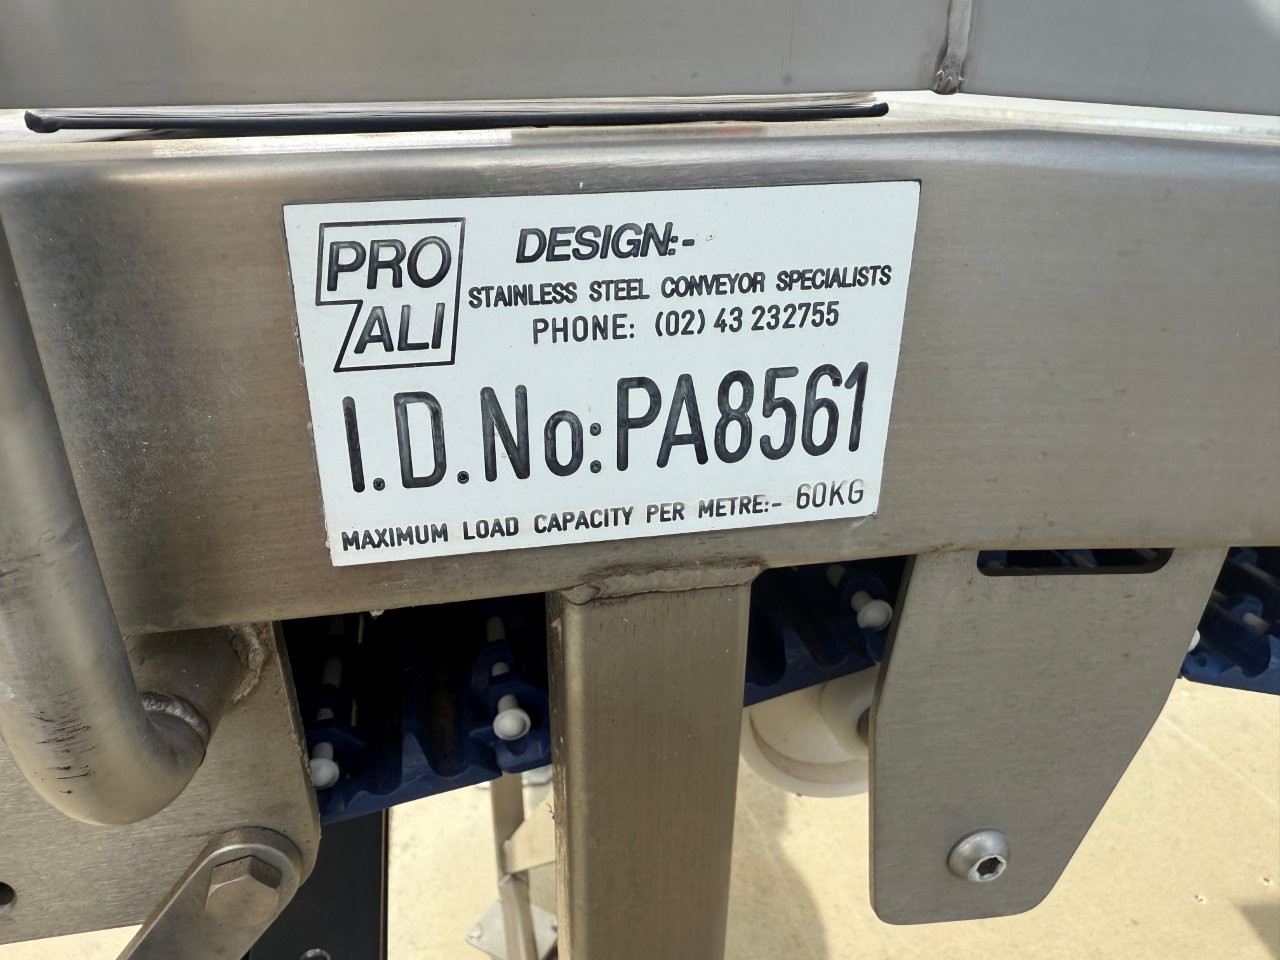 PRO
ALI
DESIGN:-
STAINLESS STEEL CONVEYOR SPECIALISTS
PHONE: (02) 43 232755
I.D.No:PA8561
MAXIMUM LOAD CAPACITY PER METRE:- 60KG